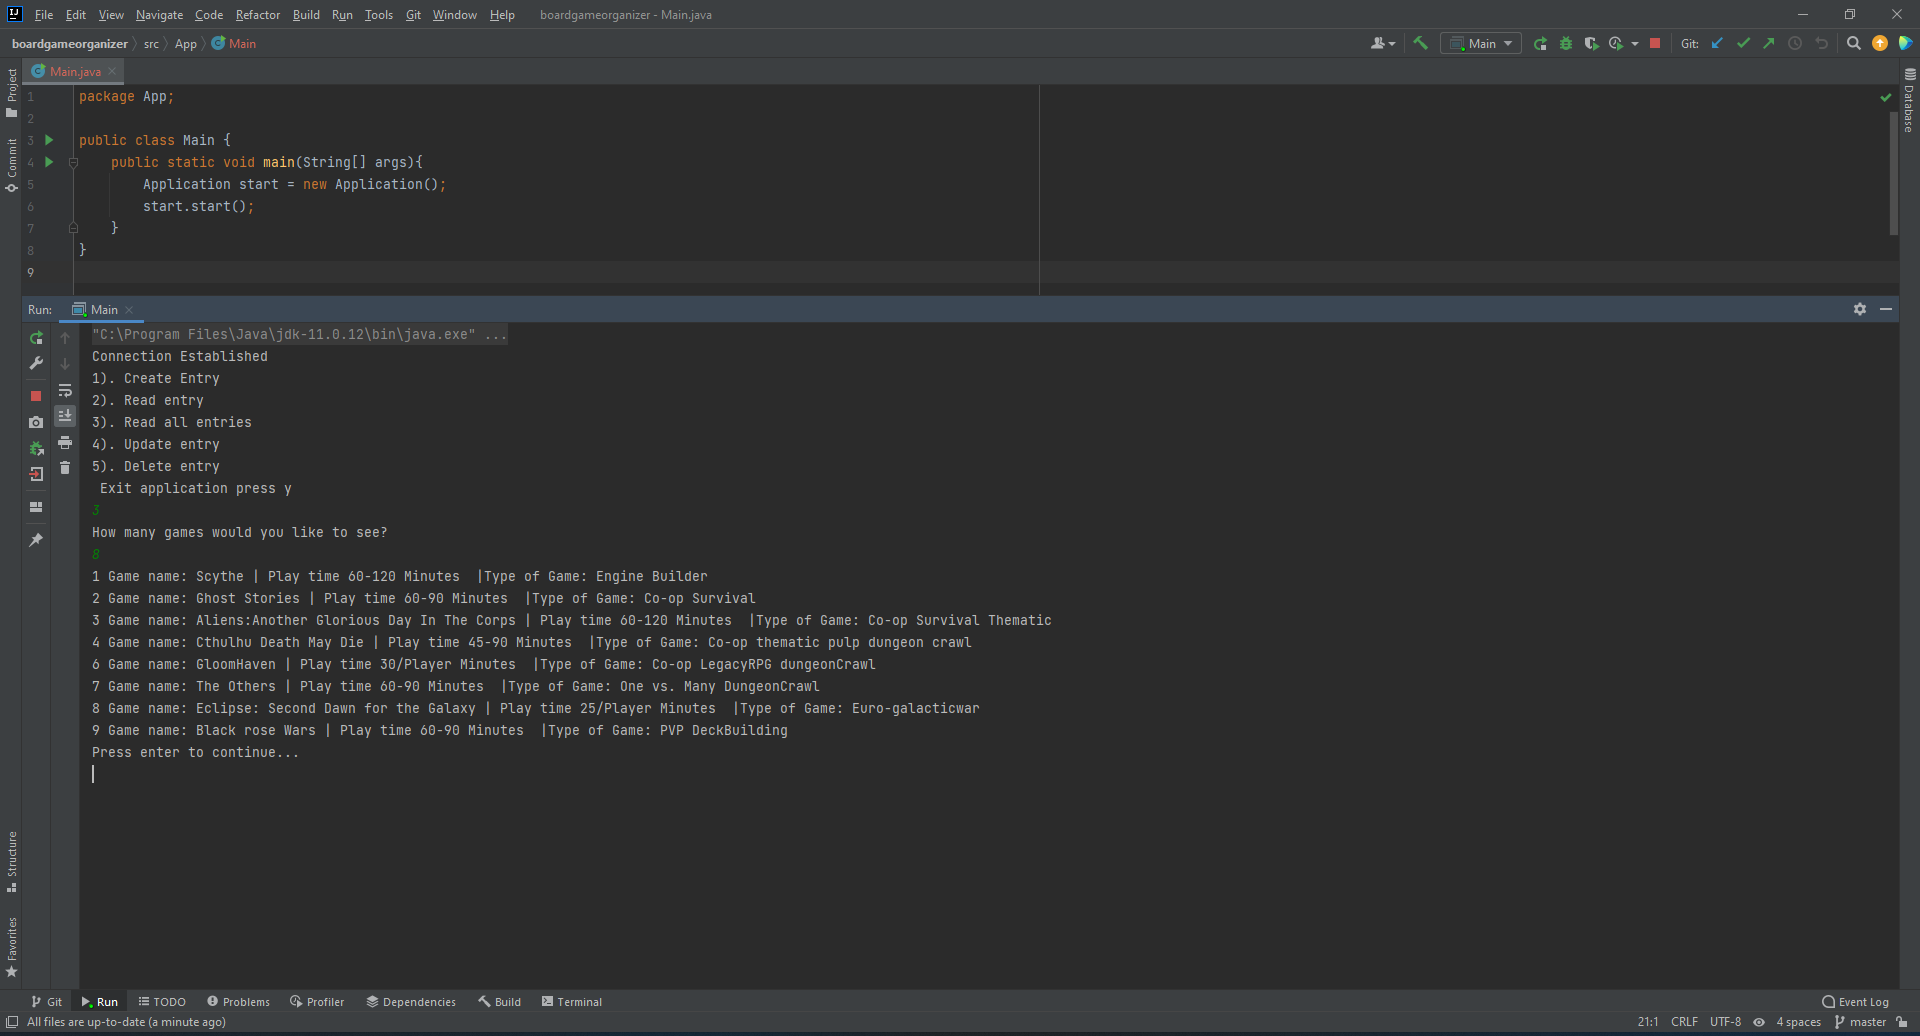 IJ File Edit View Navigate Code Refactor Build Run Tools Git Window Help boardgameorganizer - Main.java
boardgameorganizer src App Main
Main Git:
Main.java
Project
Commit
Structure
Favorites
Database
1 package App;
2
3 public class Main {
4 public static void main(String[] args){
5 Application start = new Application();
6 start.start();
7 }
8 }
9
Run: Main
"C:\Program Files\Java\jdk-11.0.12\bin\java.exe" ...
Connection Established
1). Create Entry
2). Read entry
3). Read all entries
4). Update entry
5). Delete entry
Exit application press y
3
How many games would you like to see?
8
1 Game name: Scythe | Play time 60-120 Minutes |Type of Game: Engine Builder
2 Game name: Ghost Stories | Play time 60-90 Minutes |Type of Game: Co-op Survival
3 Game name: Aliens:Another Glorious Day In The Corps | Play time 60-120 Minutes |Type of Game: Co-op Survival Thematic
4 Game name: Cthulhu Death May Die | Play time 45-90 Minutes |Type of Game: Co-op thematic pulp dungeon crawl
6 Game name: GloomHaven | Play time 30/Player Minutes |Type of Game: Co-op LegacyRPG dungeonCrawl
7 Game name: The Others | Play time 60-90 Minutes |Type of Game: One vs. Many DungeonCrawl
8 Game name: Eclipse: Second Dawn for the Galaxy | Play time 25/Player Minutes |Type of Game: Euro-galacticwar
9 Game name: Black rose Wars | Play time 60-90 Minutes |Type of Game: PVP DeckBuilding
Press enter to continue...
Git Run TODO Problems Profiler Dependencies Build Terminal Event Log
All files are up-to-date (a minute ago) 21:1 CRLF UTF-8 4 spaces master